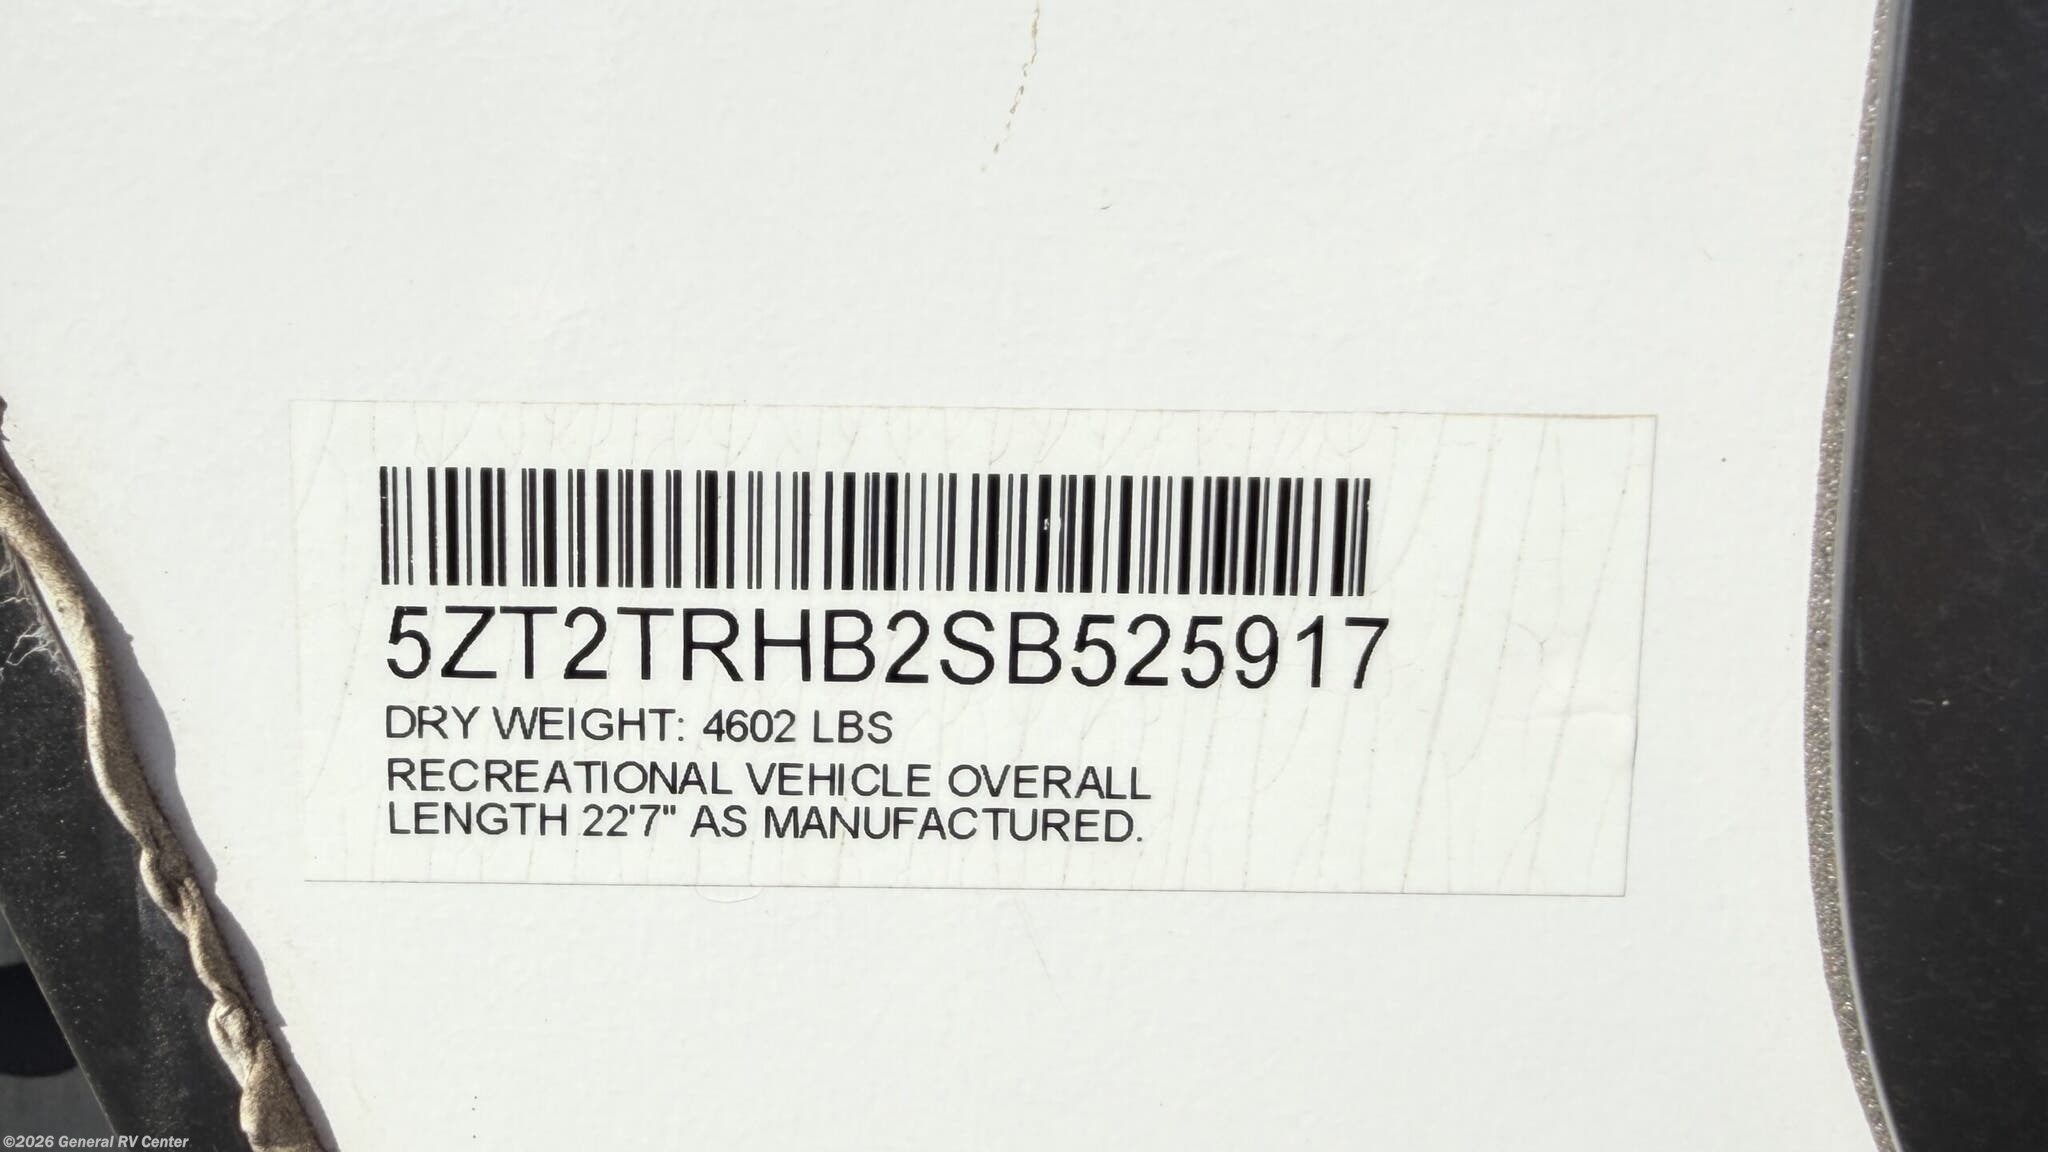 5ZT2TRHB2SB525917
DRY WEIGHT: 4602 LBS
RECREATIONAL VEHICLE OVERALL
LENGTH 22'7" AS MANUFACTURED.
©2026 General RV Center